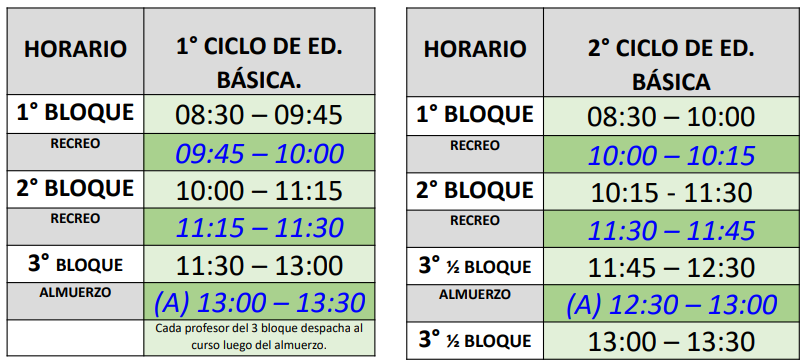 HORARIO 1° CICLO DE ED.
BÁSICA.
1° BLOQUE 08:30 – 09:45
RECREO 09:45 – 10:00
2° BLOQUE 10:00 – 11:15
RECREO 11:15 – 11:30
3° BLOQUE 11:30 – 13:00
ALMUERZO (A) 13:00 – 13:30
Cada profesor del 3 bloque despacha al
curso luego del almuerzo.
HORARIO 2° CICLO DE ED.
BÁSICA
1° BLOQUE 08:30 – 10:00
RECREO 10:00 – 10:15
2° BLOQUE 10:15 - 11:30
RECREO 11:30 – 11:45
3° ½ BLOQUE 11:45 – 12:30
ALMUERZO (A) 12:30 – 13:00
3° ½ BLOQUE 13:00 – 13:30